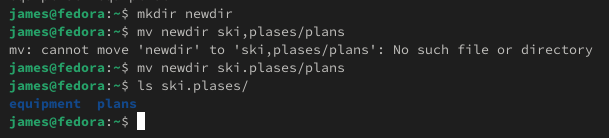 james@fedora:~$ mkdir newdir
james@fedora:~$ mv newdir ski,plases/plans
mv: cannot move 'newdir' to 'ski,plases/plans': No such file or directory
james@fedora:~$ mv newdir ski.plases/plans
james@fedora:~$ ls ski.plases/
equipment  plans
james@fedora:~$